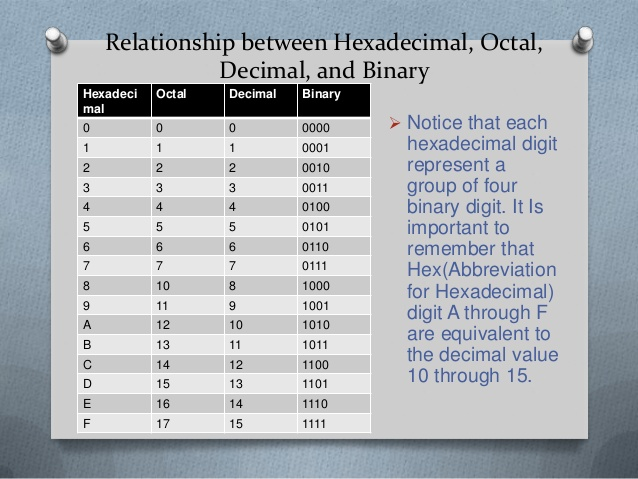 Relationship between Hexadecimal, Octal,
Decimal, and Binary
Hexadeci
mal Octal Decimal Binary
0 0 0 0000
1 1 1 0001
2 2 2 0010
3 3 3 0011
4 4 4 0100
5 5 5 0101
6 6 6 0110
7 7 7 0111
8 10 8 1000
9 11 9 1001
A 12 10 1010
B 13 11 1011
C 14 12 1100
D 15 13 1101
E 16 14 1110
F 17 15 1111
Notice that each
hexadecimal digit
represent a
group of four
binary digit. It Is
important to
remember that
Hex(Abbreviation
for Hexadecimal)
digit A through F
are equivalent to
the decimal value
10 through 15.